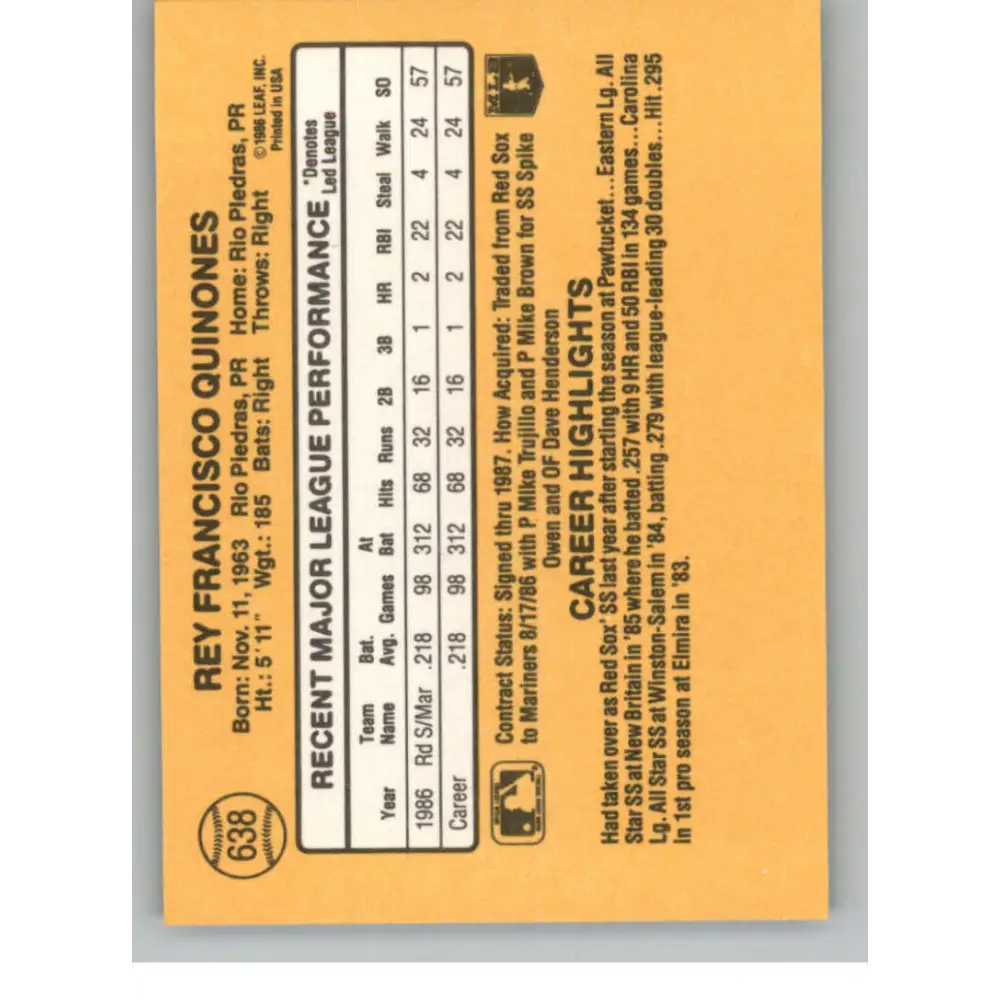 638
REY FRANCISCO QUINONES
Born: Nov. 11, 1963 Rio Piedras, PR Home: Rio Piedras, PR
Ht.: 5'11" Wgt.: 185 Bats: Right Throws: Right
©1986 LEAF, INC.
Printed in USA
RECENT MAJOR LEAGUE PERFORMANCE *Denotes Led League
Year Team Name Bat. Avg. Games At Bat Hits Runs 2B 3B HR RBI Steal Walk SO
1986 Rd S/Mar .218 98 312 68 32 16 1 2 22 4 24 57
Career .218 98 312 68 32 16 1 2 22 4 24 57
Contract Status: Signed thru 1987. How Acquired: Traded from Red Sox
to Mariners 8/17/86 with P Mike Trujillo and P Mike Brown for SS Spike
Owen and OF Dave Henderson
MLB
CAREER HIGHLIGHTS
Had taken over as Red Sox' SS last year after starting the season at Pawtucket...Eastern Lg. All
Star SS at New Britain in '85 where he batted .257 with 9 HR and 50 RBI in 134 games...Carolina
Lg. All Star SS at Winston-Salem in '84, batting .279 with league-leading 30 doubles...Hit .295
in 1st pro season at Elmira in '83.